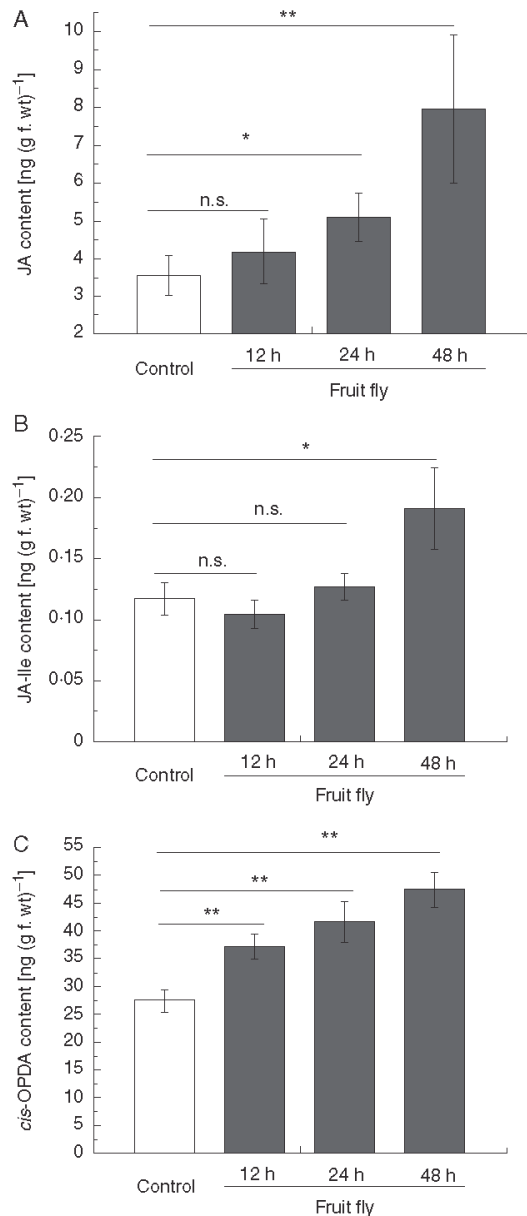 A
JA content [ng (g f. wt)−1]
10
9
8
7
6
5
4
3
2
**
*
n.s.
Control
12 h 24 h 48 h
Fruit fly
B
JA-Ile content [ng (g f. wt)−1]
0·25
0·20
0·15
0·10
0·05
0
*
n.s.
n.s.
Control
12 h 24 h 48 h
Fruit fly
C
cis-OPDA content [ng (g f. wt)−1]
55
50
45
40
35
30
25
20
15
10
5
0
**
**
**
Control
12 h 24 h 48 h
Fruit fly